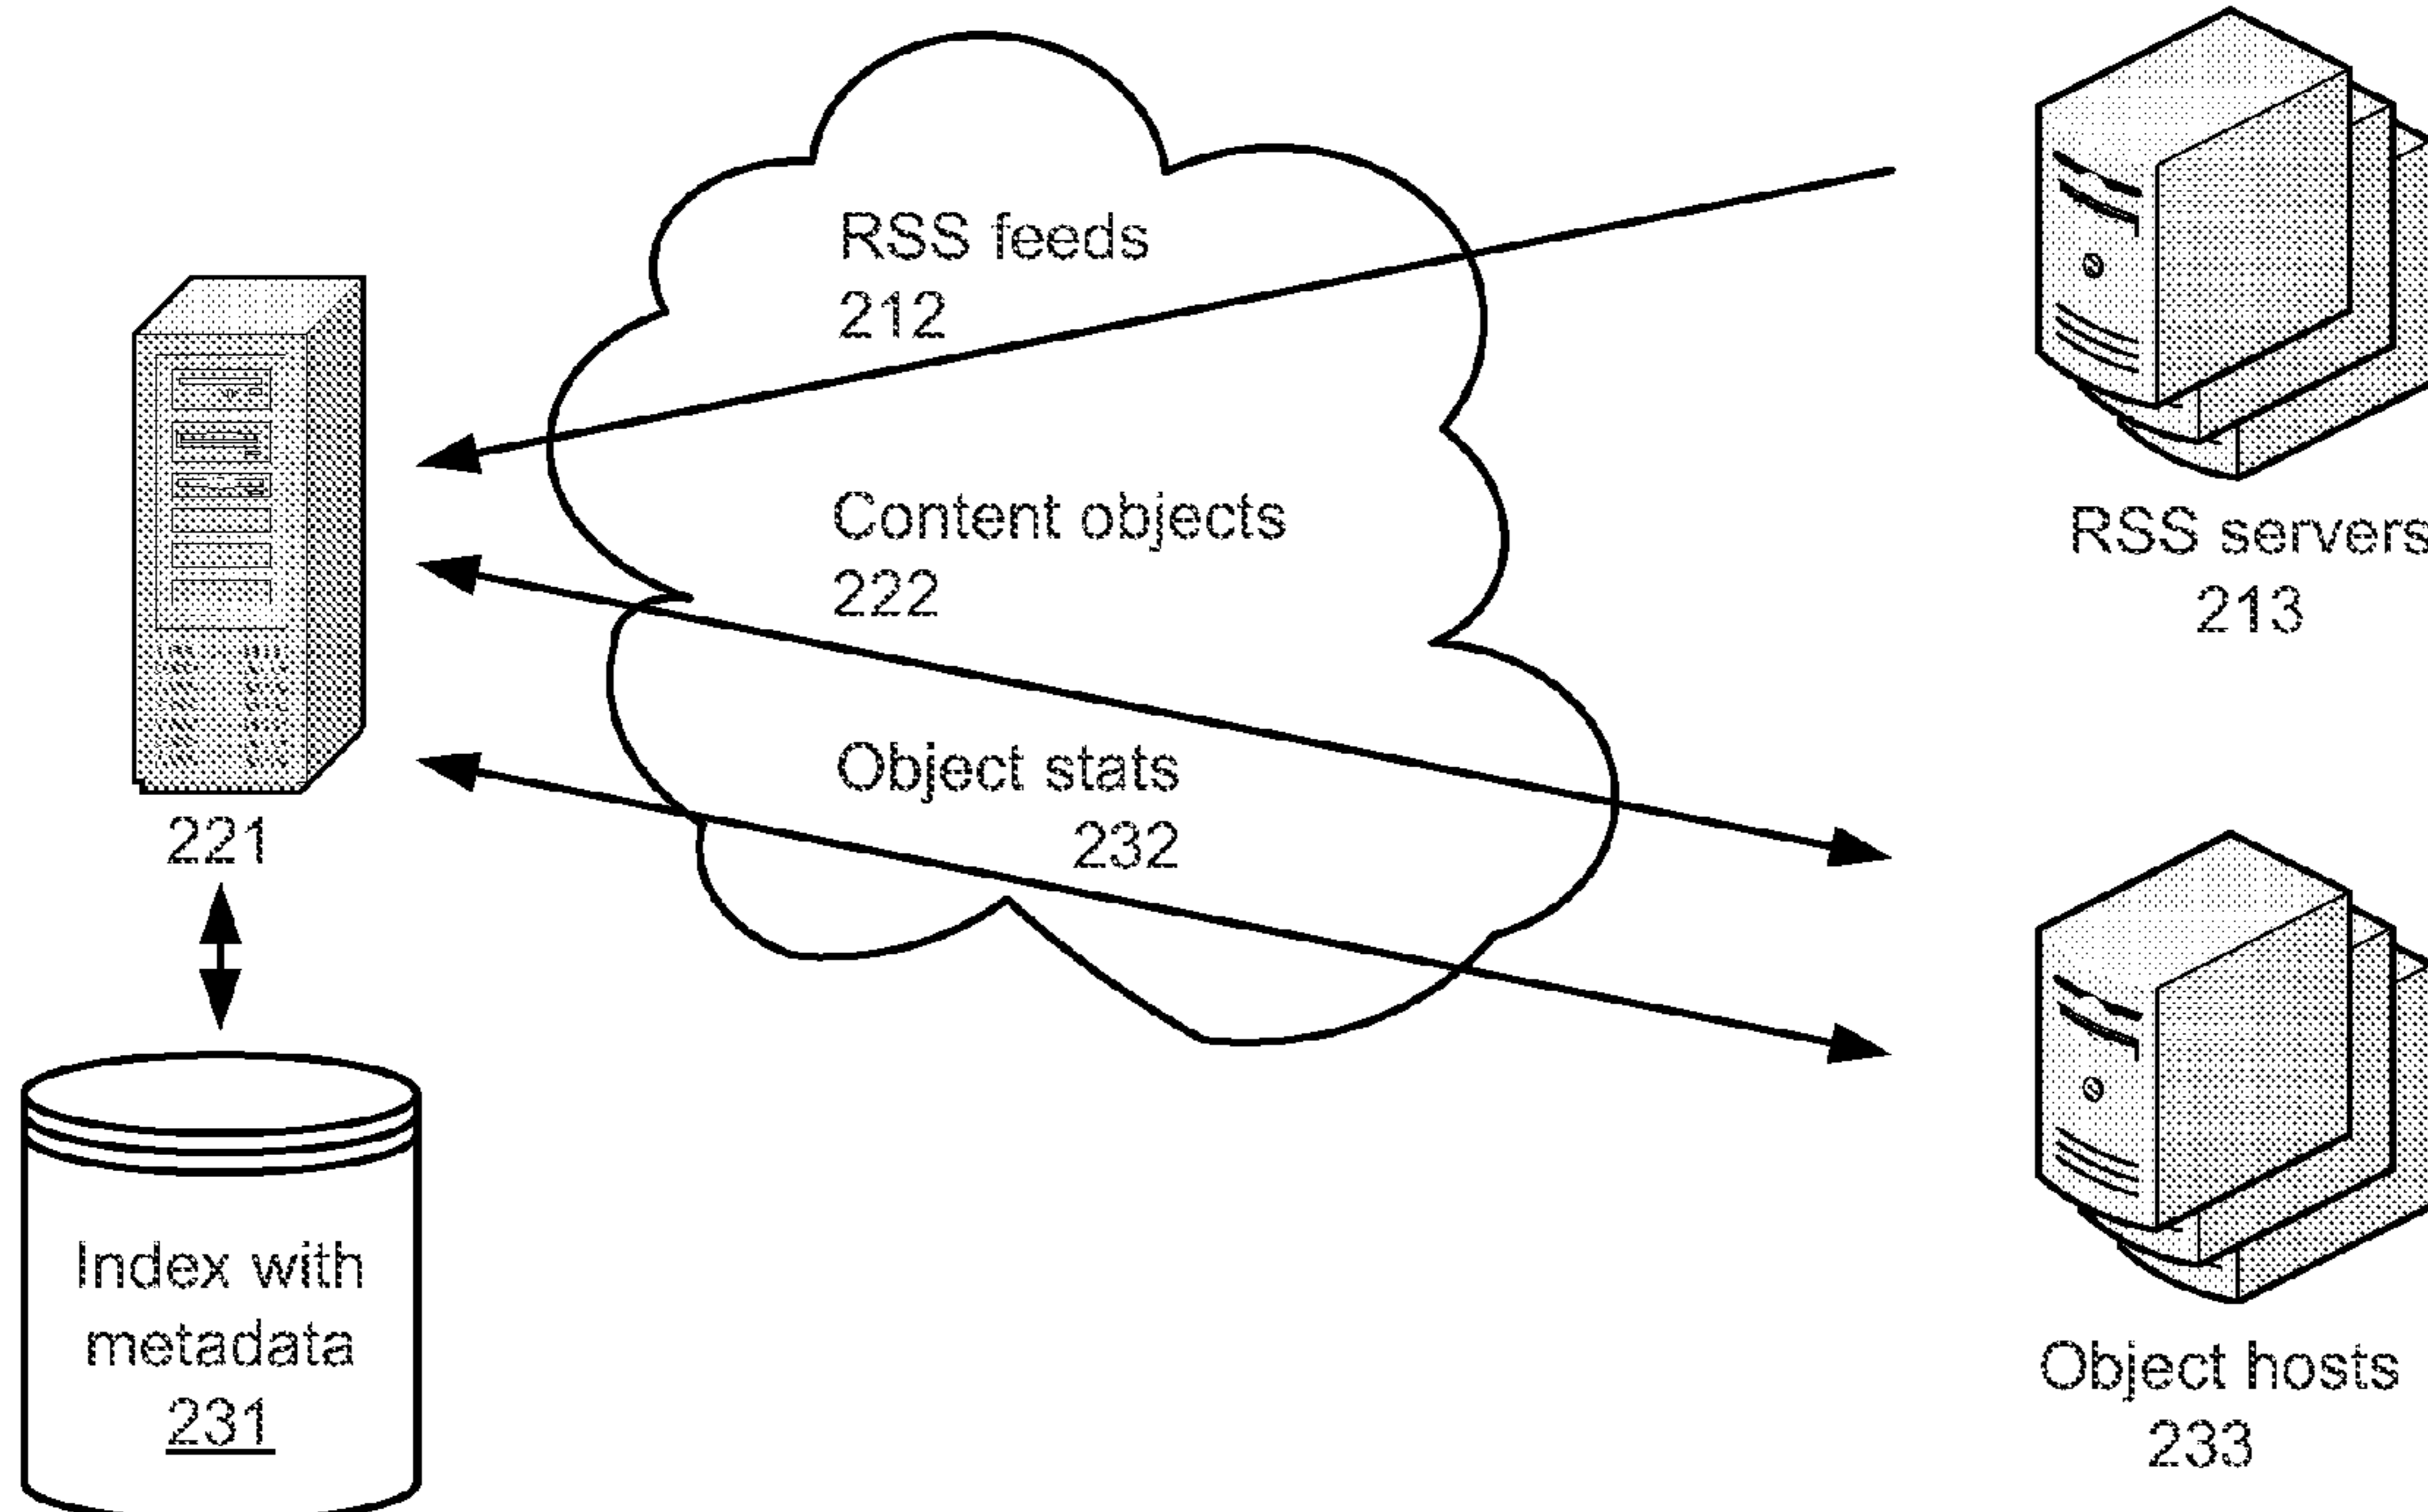 RSS feeds
212
RSS servers
213
Content objects
222
Object stats
232
221
Index with
metadata
231
Object hosts
233